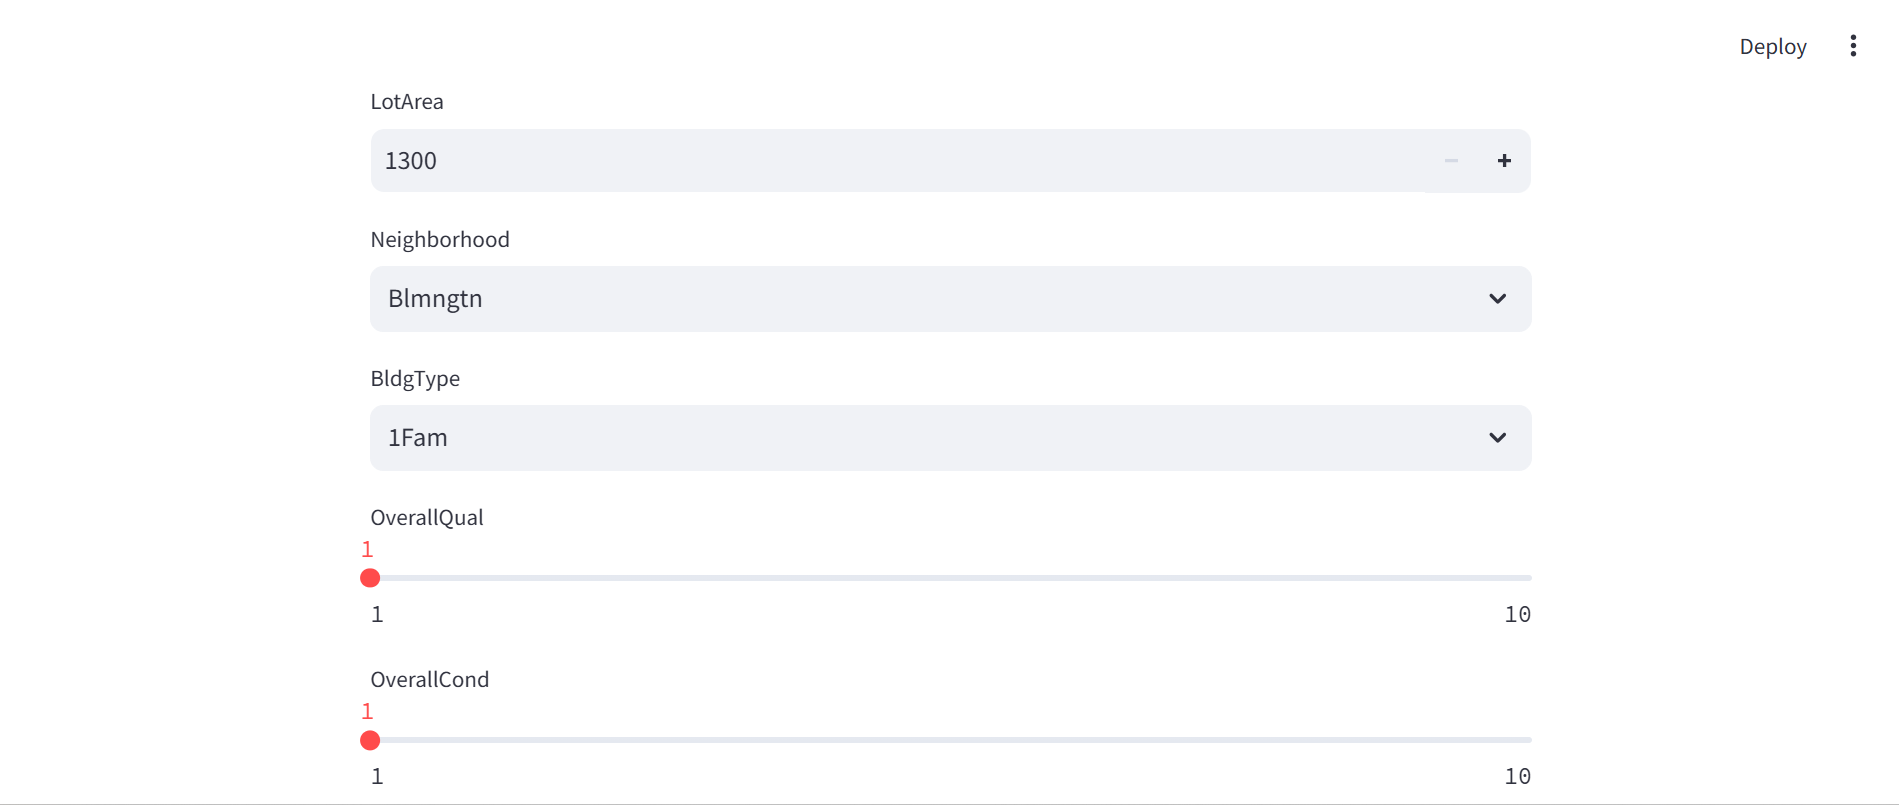 Deploy
LotArea
1300
Neighborhood
Blmngtn
BldgType
1Fam
OverallQual
1
1 10
OverallCond
1
1 10